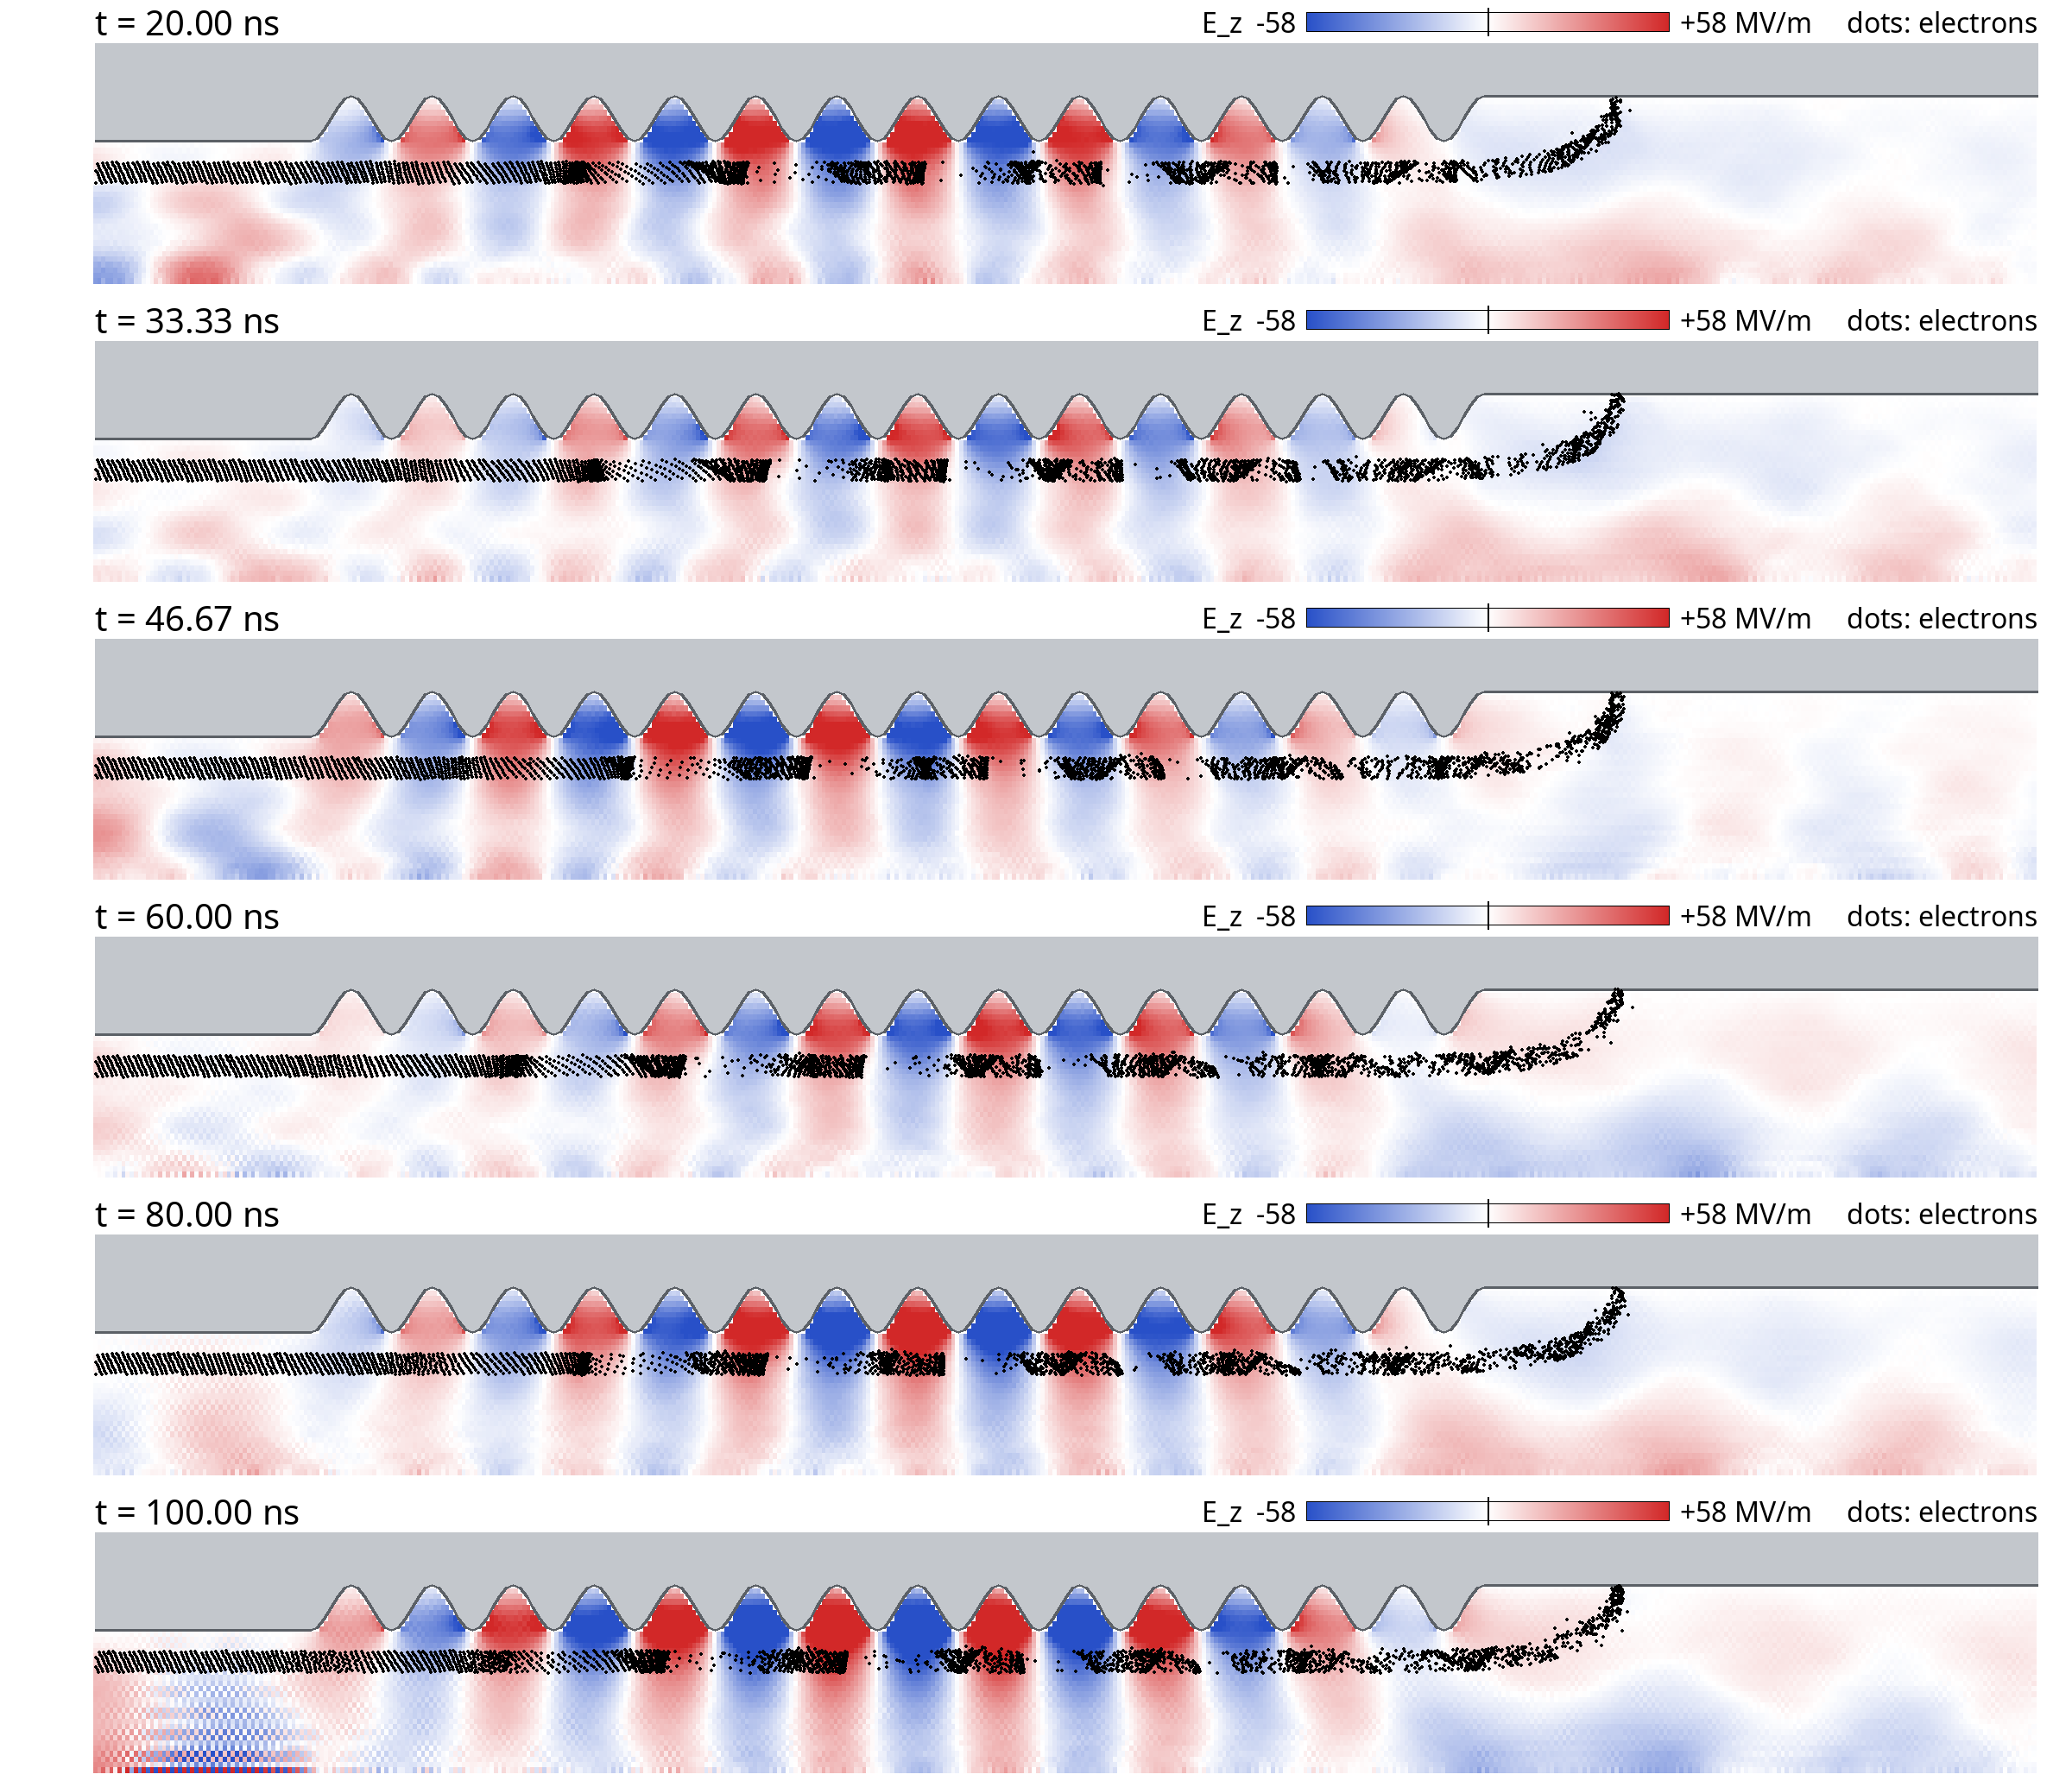 t = 20.00 ns E_z -58 +58 MV/m dots: electrons
t = 33.33 ns E_z -58 +58 MV/m dots: electrons
t = 46.67 ns E_z -58 +58 MV/m dots: electrons
t = 60.00 ns E_z -58 +58 MV/m dots: electrons
t = 80.00 ns E_z -58 +58 MV/m dots: electrons
t = 100.00 ns E_z -58 +58 MV/m dots: electrons